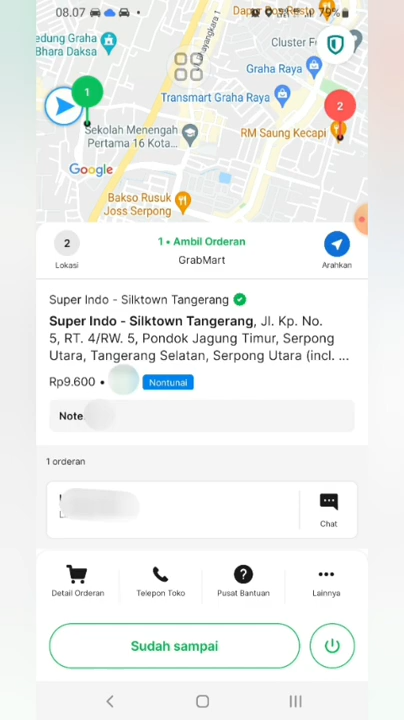 08.07
70%
edung Graha
Bhara Daksa
Cluster F
Graha Raya
Transmart Graha Raya
1
2
Sekolah Menengah
Pertama 16 Kota...
RM Saung Kecapi
Google
Bakso Rusuk
Joss Serpong
2
Lokasi
1 • Ambil Orderan
GrabMart
Arahkan
Super Indo - Silktown Tangerang
Super Indo - Silktown Tangerang, Jl. Kp. No.
5, RT. 4/RW. 5, Pondok Jagung Timur, Serpong
Utara, Tangerang Selatan, Serpong Utara (incl. ...
Rp9.600 • Nontunai
Note
1 orderan
Chat
Detail Orderan
Telepon Toko
Pusat Bantuan
Lainnya
Sudah sampai